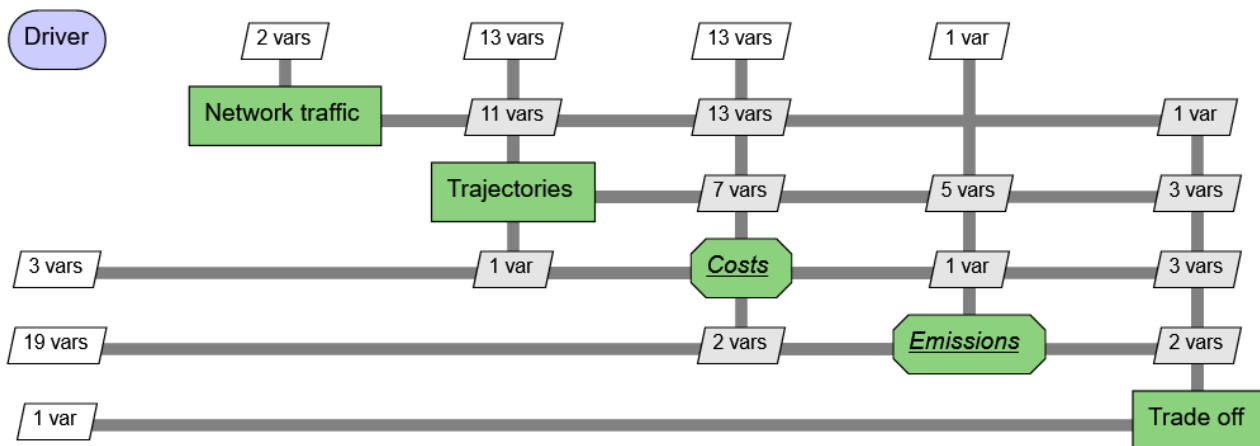 Driver
2 vars
13 vars
13 vars
1 var
Network traffic
11 vars
13 vars
1 var
Trajectories
7 vars
5 vars
3 vars
3 vars
1 var
Costs
1 var
3 vars
19 vars
2 vars
Emissions
2 vars
1 var
Trade off